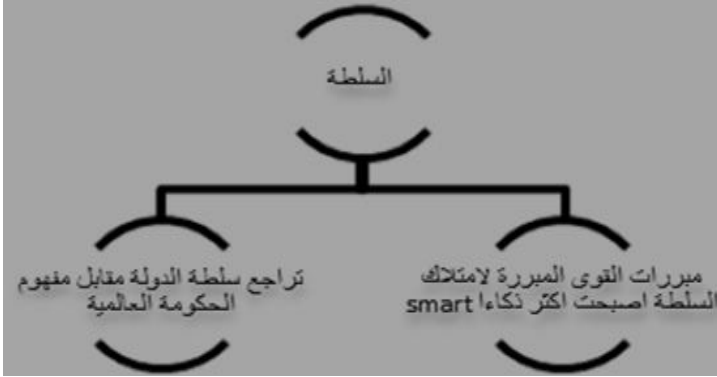 السلطة
مبررات القوى المبررة لامتلاك
السلطة اصبحت اكثر ذكاءا smart
تراجع سلطة الدولة مقابل مفهوم
الحكومة العالمية